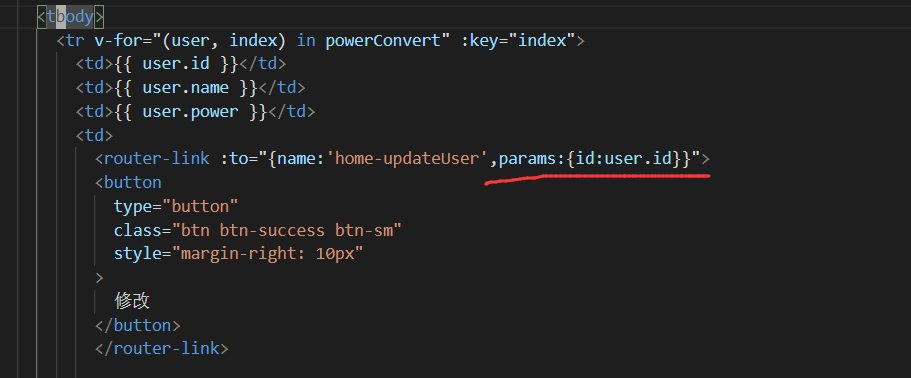 <tbody>
<tr v-for="(user, index) in powerConvert" :key="index">
<td>{{ user.id }}</td>
<td>{{ user.name }}</td>
<td>{{ user.power }}</td>
<td>
<router-link :to="{name:'home-updateUser',params:{id:user.id}}">
<button
type="button"
class="btn btn-success btn-sm"
style="margin-right: 10px"
>
修改
</button>
</router-link>